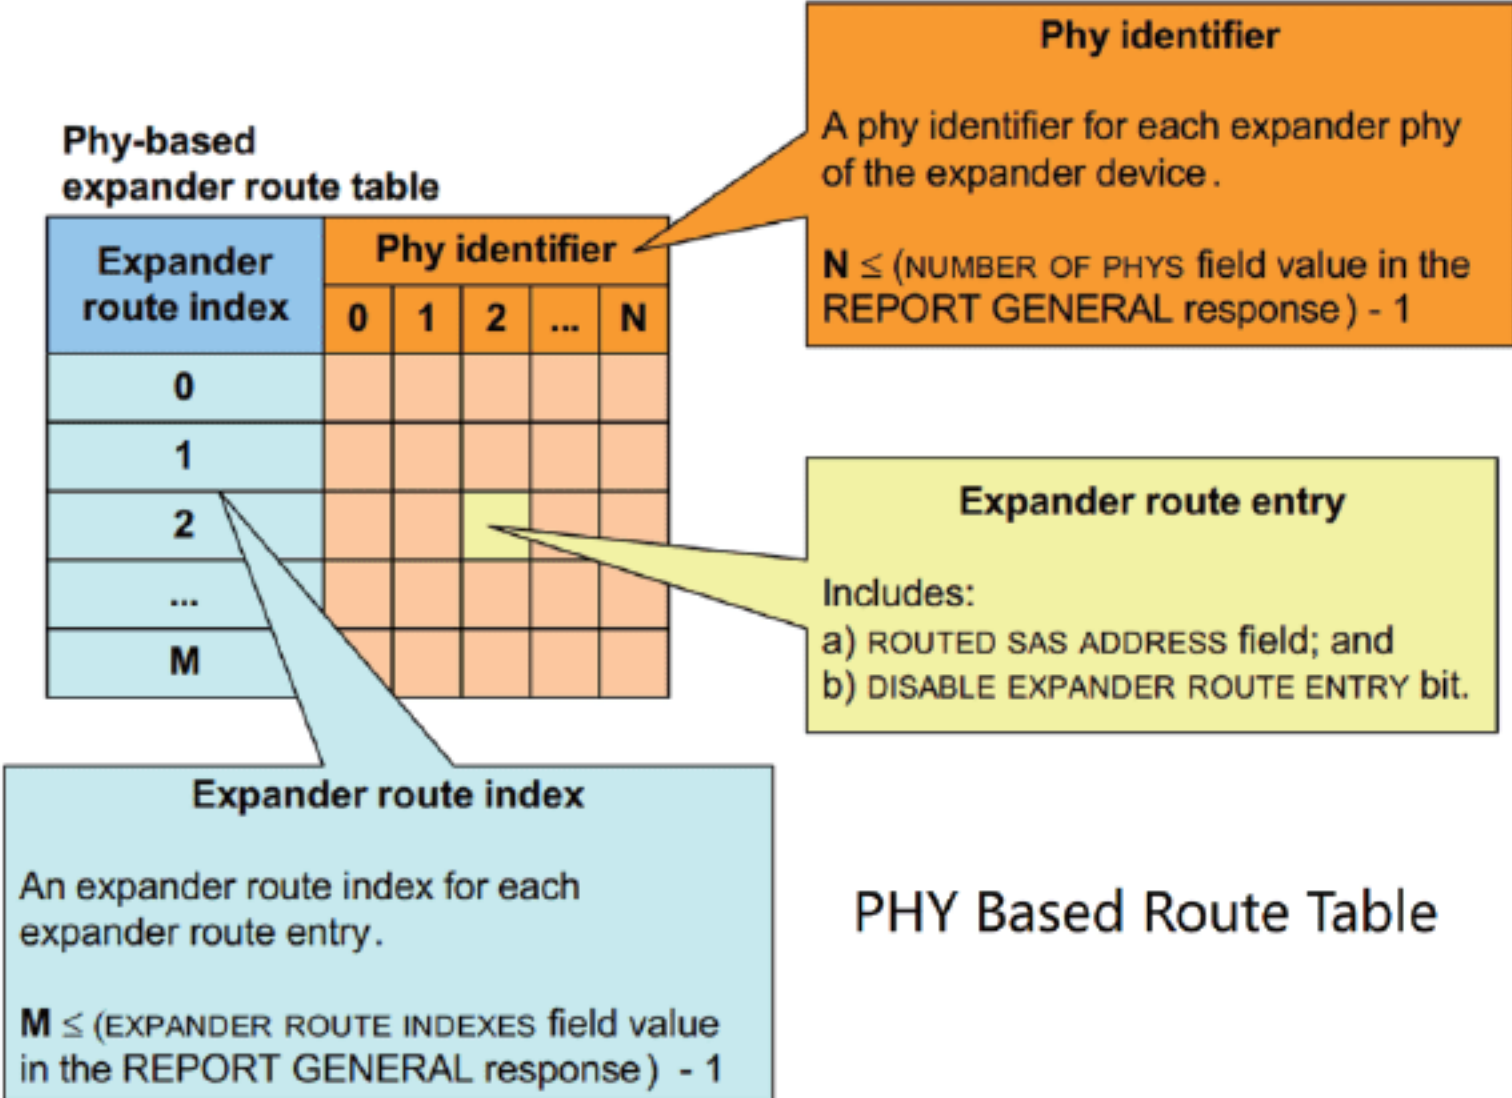 Phy identifier
A phy identifier for each expander phy
of the expander device.
N ≤ (NUMBER OF PHYS field value in the
REPORT GENERAL response) - 1
Phy-based
expander route table
Expander
route index
Phy identifier
0 1 2 ... N
0
1
2
...
M
Expander route entry
Includes:
a) ROUTED SAS ADDRESS field; and
b) DISABLE EXPANDER ROUTE ENTRY bit.
Expander route index
An expander route index for each
expander route entry.
M ≤ (EXPANDER ROUTE INDEXES field value
in the REPORT GENERAL response) - 1
PHY Based Route Table